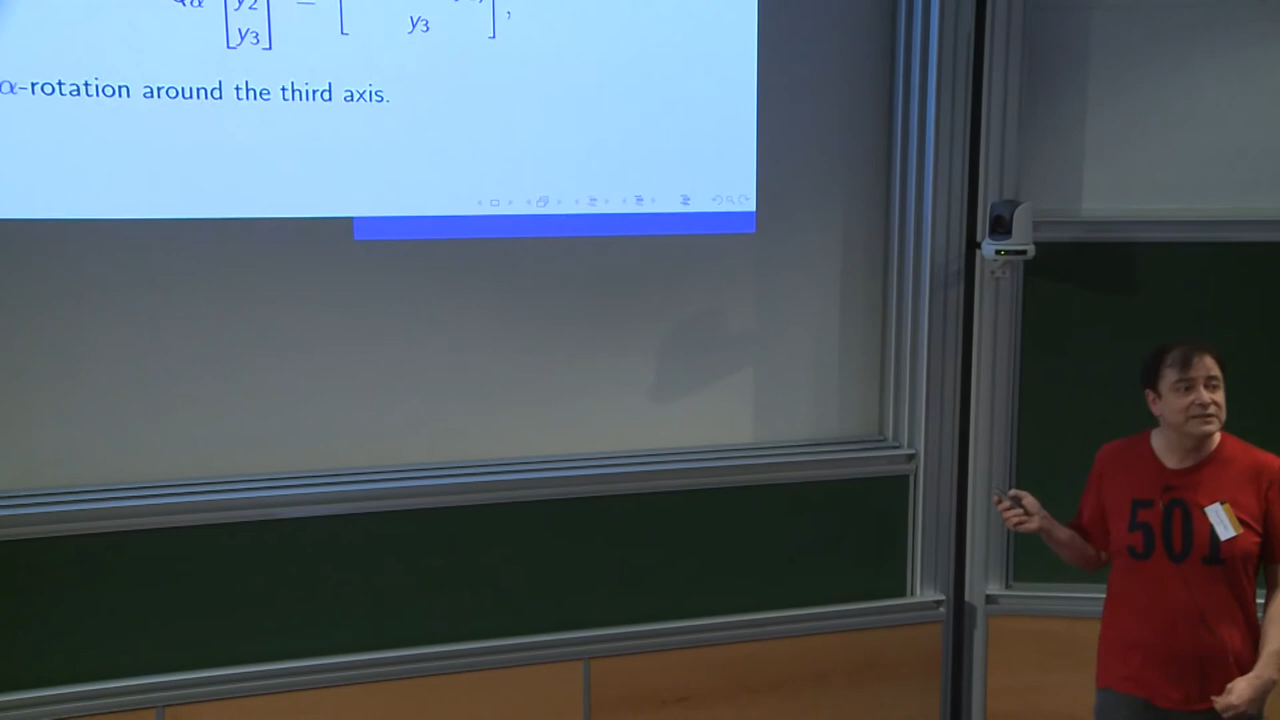 y2
y3
=
y3
,
α-rotation around the third axis.
501